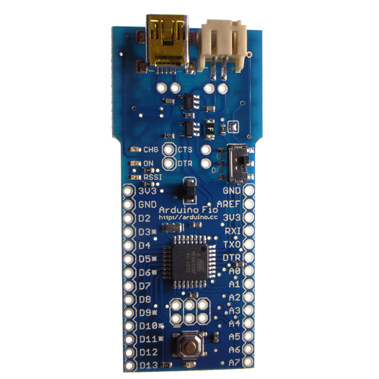 CHG CTS
ON DTR
RSSI
3V3 GND
GND AREF
D2 3V3
D3* RXI
D4 TXO
D5* DTR
D6* A0
D7 A1
D8 A2
D9* A3
D10* A4
D11* A5
D12 A6
D13 A7
Arduino Fio
http://arduino.cc